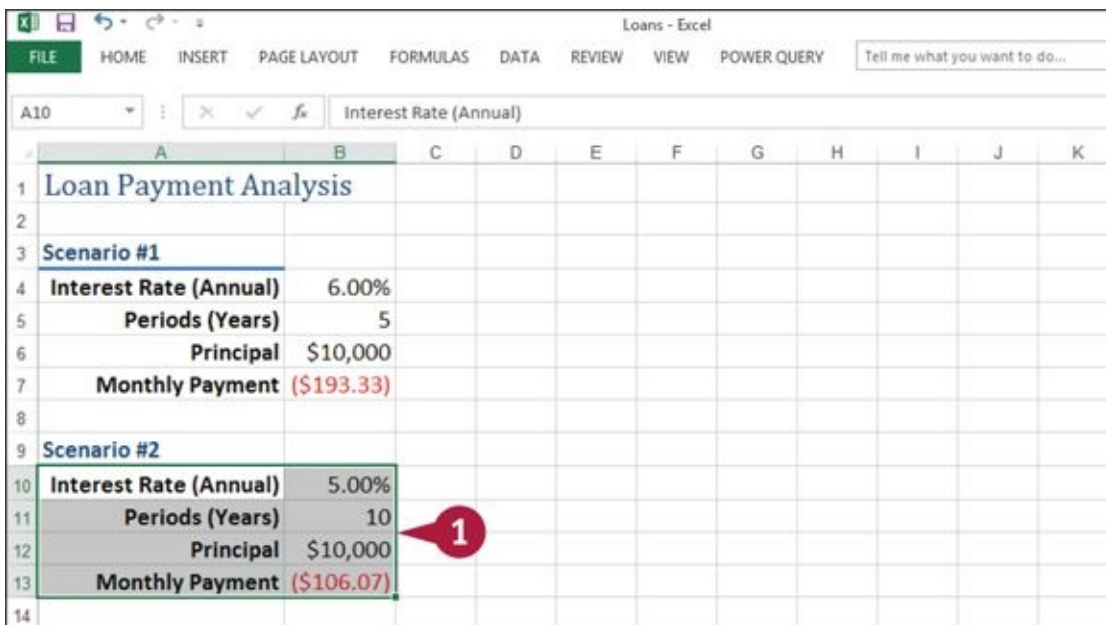 Loans - Excel
FILE HOME INSERT PAGE LAYOUT FORMULAS DATA REVIEW VIEW POWER QUERY Tell me what you want to do...
A10 fx Interest Rate (Annual)
A B C D E F G H I J K
1 Loan Payment Analysis
2
3 Scenario #1
4 Interest Rate (Annual) 6.00%
5 Periods (Years) 5
6 Principal $10,000
7 Monthly Payment ($193.33)
8
9 Scenario #2
10 Interest Rate (Annual) 5.00%
11 Periods (Years) 10
12 Principal $10,000
13 Monthly Payment ($106.07)
14
1